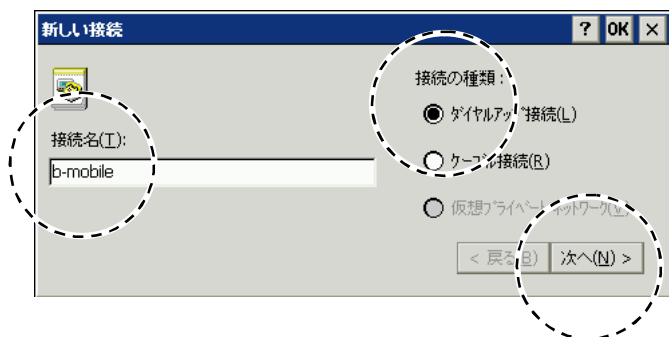 新しい接続
? OK ×
接続の種類:
ダイヤルアップ接続(L)
接続名(T):
b-mobile
ケーブル接続(R)
仮想プライベートネットワーク(V)
< 戻る(B)
次へ(N) >